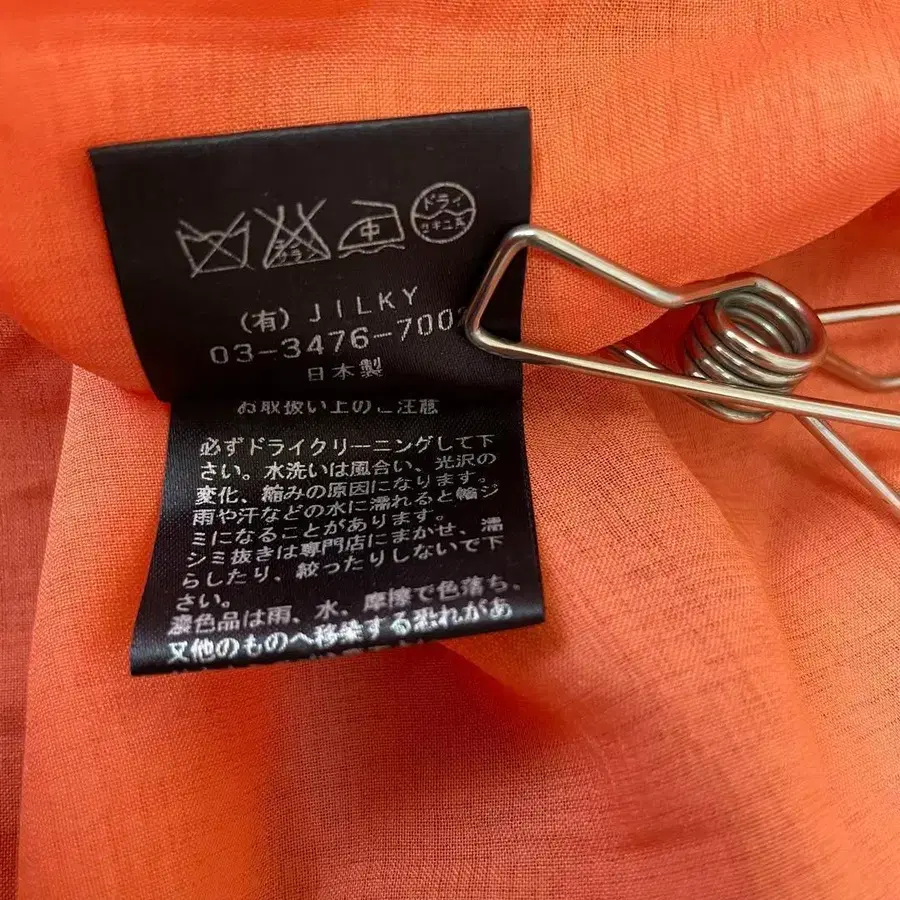 エンソ
サラシ
中
ドライ
セキユ系
(有) JILKY
03-3476-700
日本製
お取扱い上のご注意
必ずドライクリーニングして下
さい。水洗いは風合い、光沢の
変化、縮みの原因になります。
雨や汗などの水に濡れると輪ジ
ミになることがあります。
シミ抜きは専門店にまかせ、濡
らしたり、絞ったりしないで下
さい。
濃色品は雨、水、摩擦で色落ち、
又他のものへ移染する恐れがあ